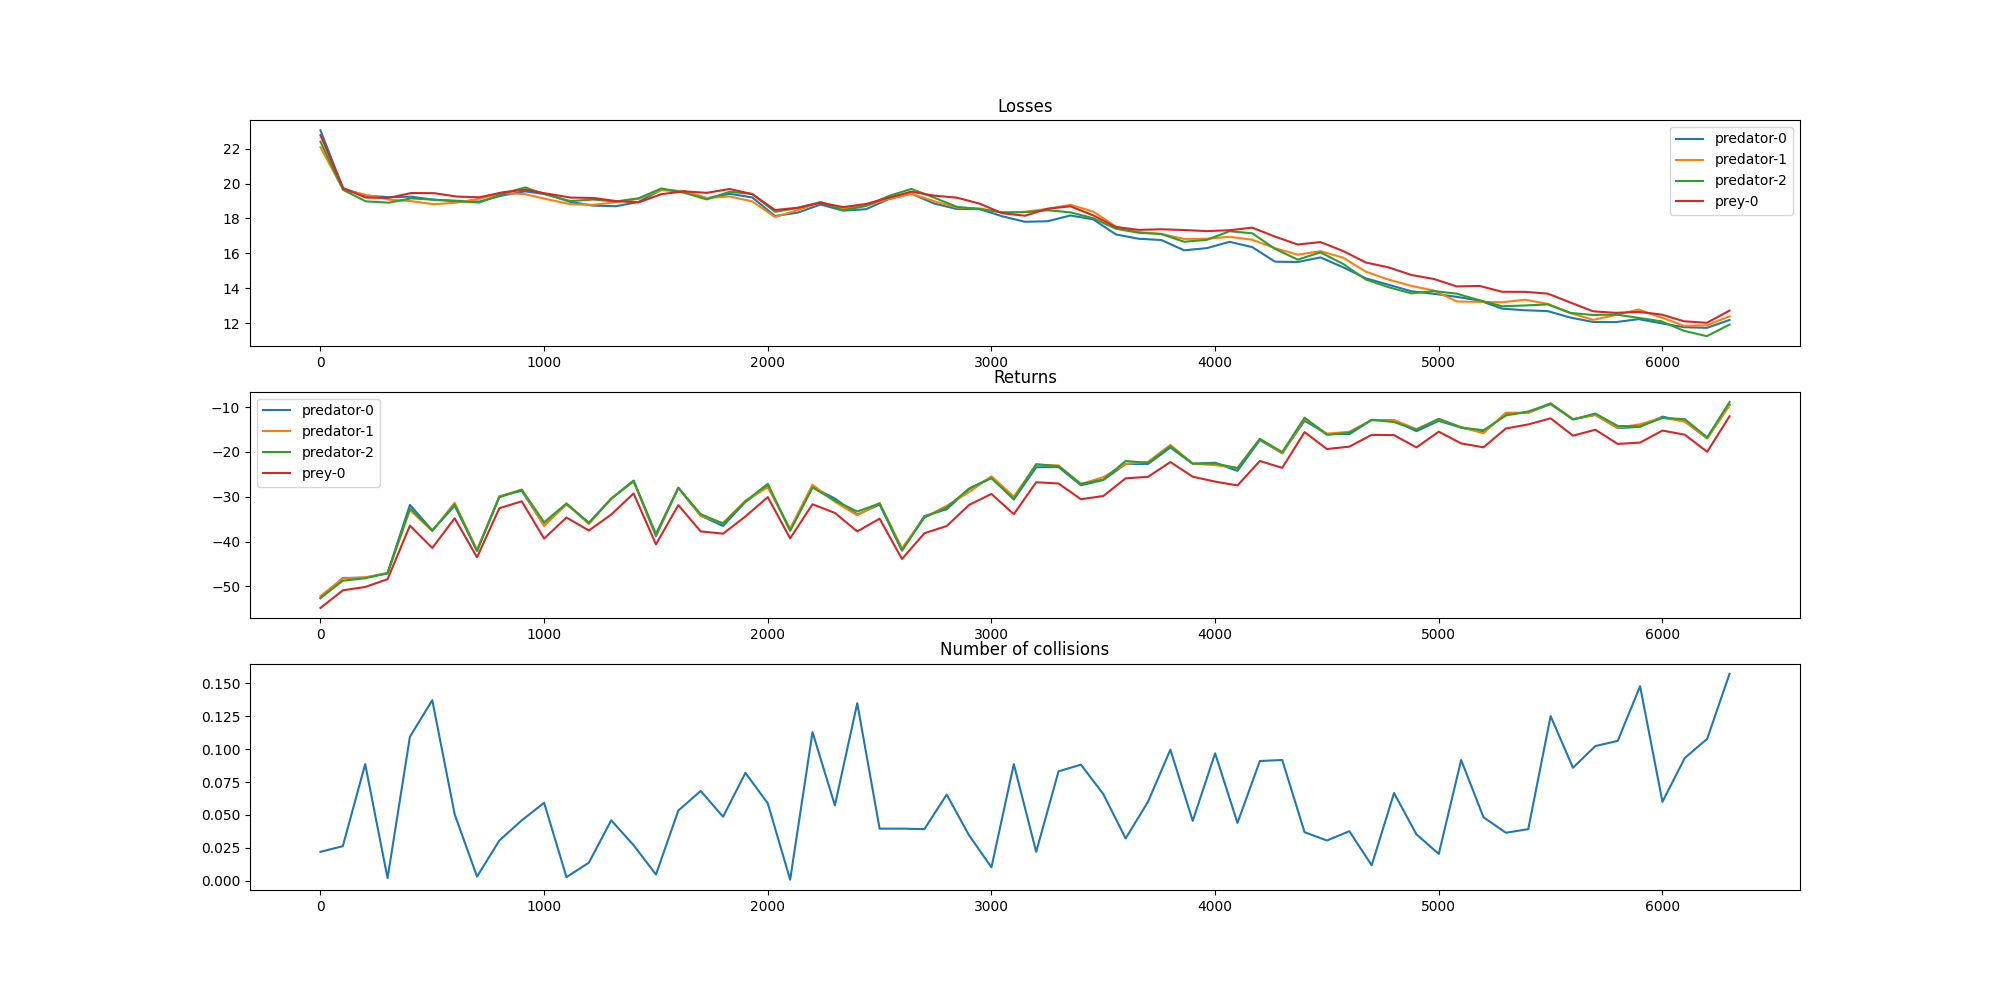 Losses
22
20
18
16
14
12
predator-0
predator-1
predator-2
prey-0
0 1000 2000 3000 4000 5000 6000
Returns
−10
−20
−30
−40
−50
predator-0
predator-1
predator-2
prey-0
0 1000 2000 3000 4000 5000 6000
Number of collisions
0.150
0.125
0.100
0.075
0.050
0.025
0.000
0 1000 2000 3000 4000 5000 6000